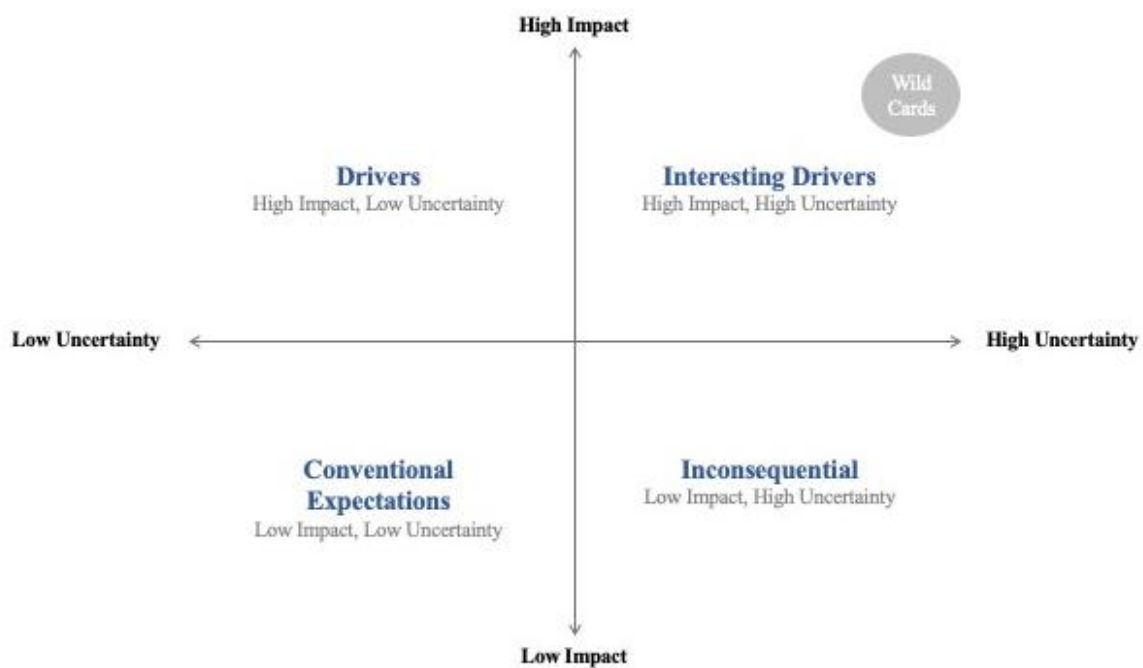 High Impact
Wild
Cards
Drivers
High Impact, Low Uncertainty
Interesting Drivers
High Impact, High Uncertainty
Low Uncertainty
High Uncertainty
Conventional
Expectations
Low Impact, Low Uncertainty
Inconsequential
Low Impact, High Uncertainty
Low Impact